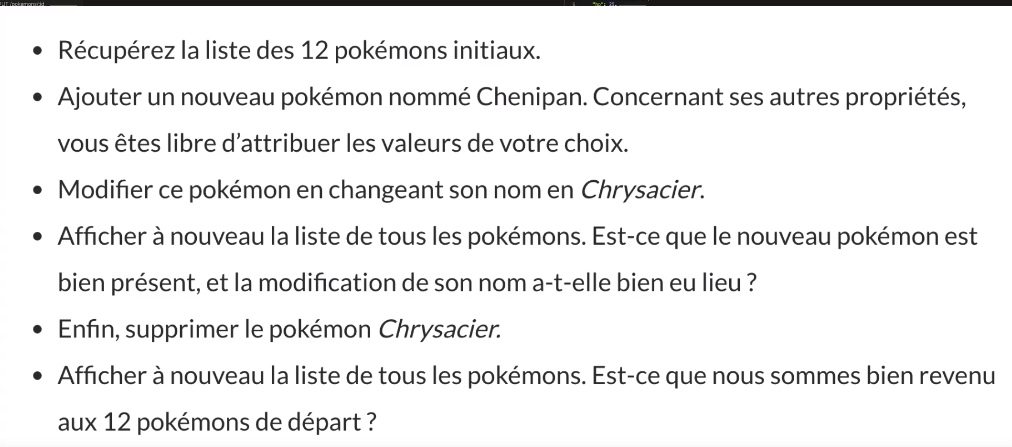 • Récupérez la liste des 12 pokémons initiaux.
• Ajouter un nouveau pokémon nommé Chenipan. Concernant ses autres propriétés,
vous êtes libre d’attribuer les valeurs de votre choix.
• Modifier ce pokémon en changeant son nom en Chrysacier.
• Afficher à nouveau la liste de tous les pokémons. Est-ce que le nouveau pokémon est
bien présent, et la modification de son nom a-t-elle bien eu lieu ?
• Enfin, supprimer le pokémon Chrysacier.
• Afficher à nouveau la liste de tous les pokémons. Est-ce que nous sommes bien revenu
aux 12 pokémons de départ ?